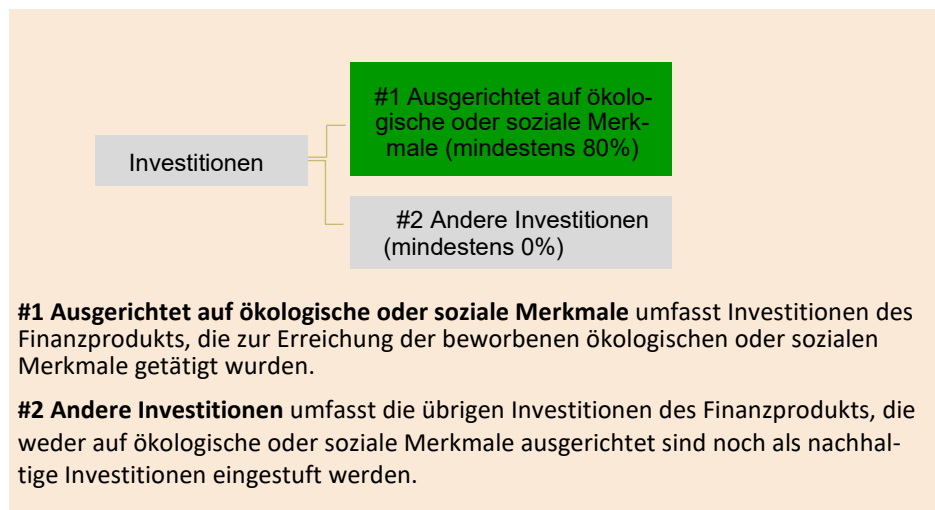 #1 Ausgerichtet auf ökolo-
gische oder soziale Merk-
male (mindestens 80%)
Investitionen
#2 Andere Investitionen
(mindestens 0%)
#1 Ausgerichtet auf ökologische oder soziale Merkmale umfasst Investitionen des
Finanzprodukts, die zur Erreichung der beworbenen ökologischen oder sozialen
Merkmale getätigt wurden.
#2 Andere Investitionen umfasst die übrigen Investitionen des Finanzprodukts, die
weder auf ökologische oder soziale Merkmale ausgerichtet sind noch als nachhal-
tige Investitionen eingestuft werden.